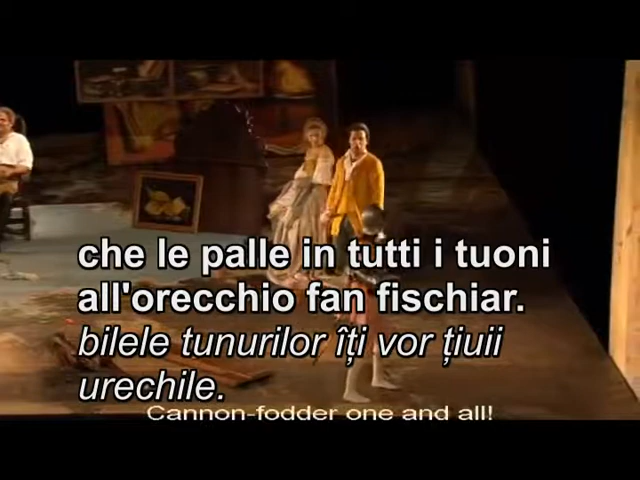 che le palle in tutti i tuoni
all'orecchio fan fischiar.
bilele tunurilor îți vor țiuii
urechile.
Cannon-fodder one and all!